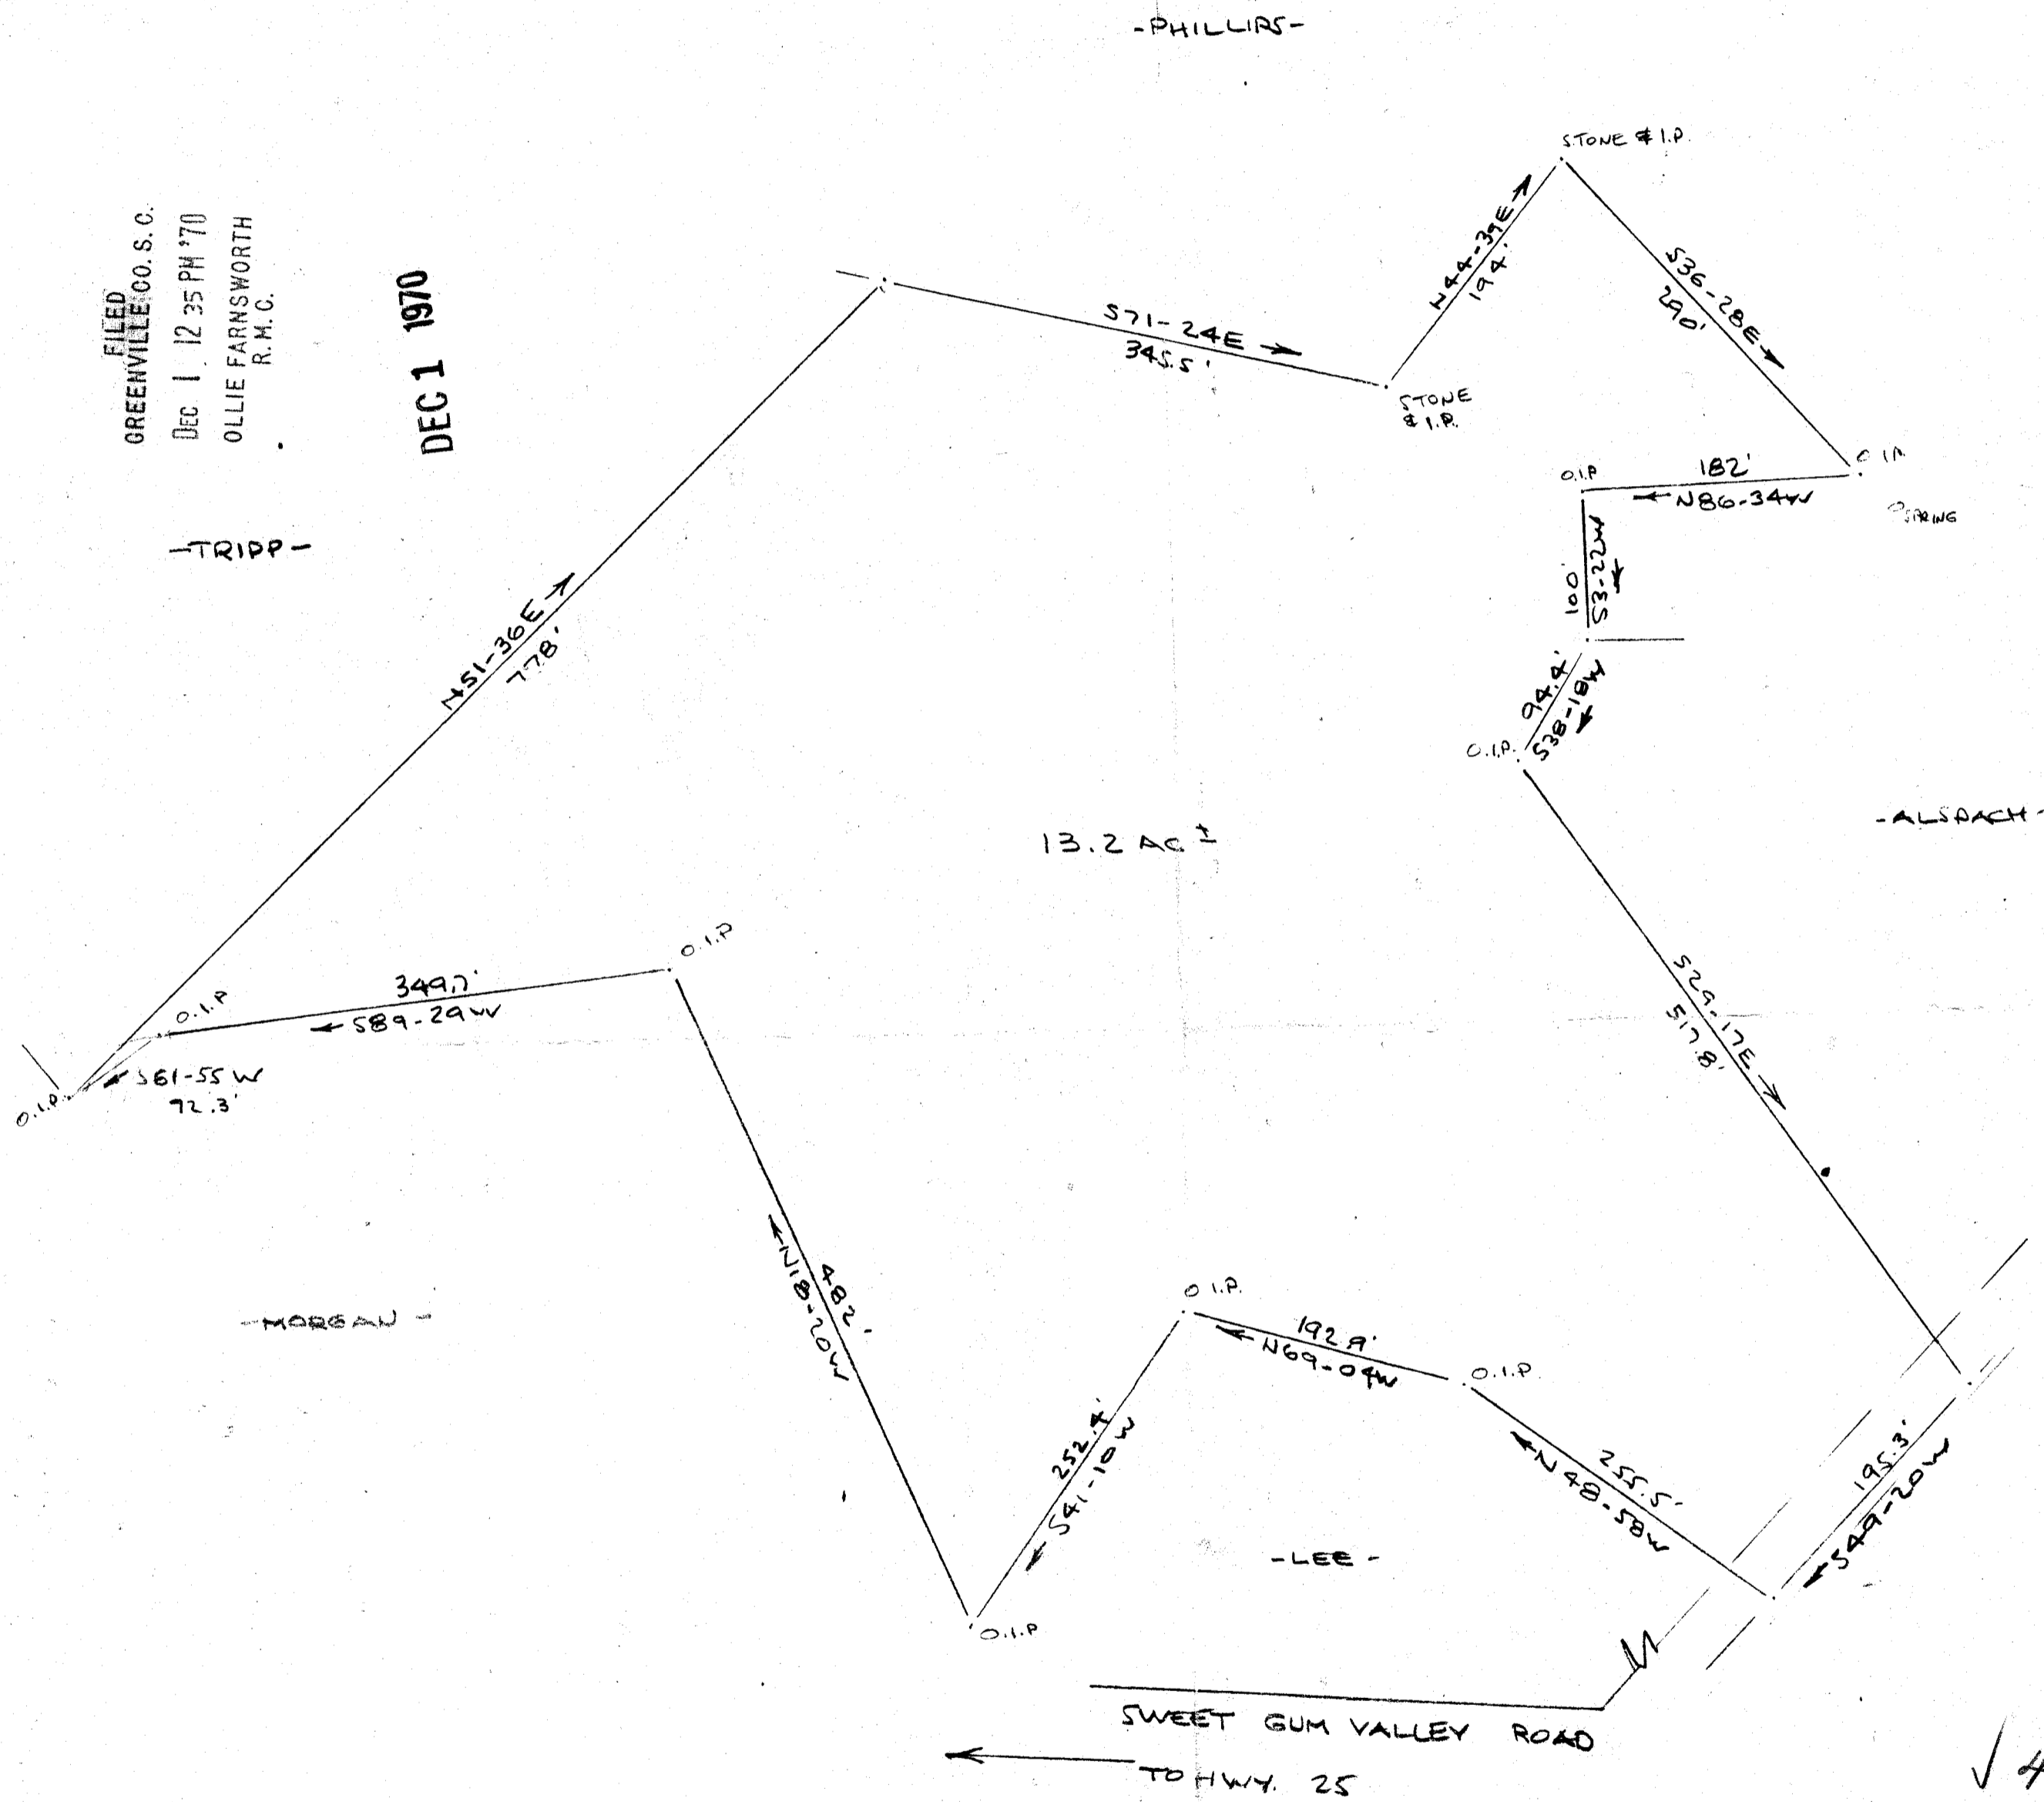 -PHILLIPS-
STONE & I.P.
FILED
GREENVILLE CO. S. C.
DEC 1 12 35 PM '70
OLLIE FARNSWORTH
R. M. C.
DEC 1 1970
N44-39E
194'
S36-28E
290'
S71-24E
345.5'
STONE
& I.P.
O.I.P
182'
O.I.P.
N86-34W
SPRING
-TRIPP-
100'
S3-22W
N51-36E
778'
94.4'
S38-18W
O.I.P.
-ALSPACH-
13.2 AC ±
O.I.P
349.7'
S89-29W
O.I.P
S29-17E
517.8'
S61-55W
O.I.P.
-MORGAN-
482'
N18-20W
O I.P.
192.9'
N69-04W
O.I.P.
252.4'
S41-10W
255.5'
N48-58W
195.3'
S49-20W
-LEE-
O.I.P
SWEET GUM VALLEY ROAD
TO HWY. 25